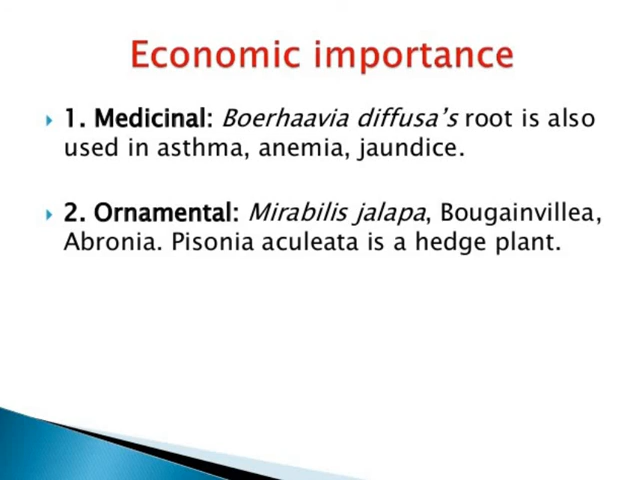 Economic importance
1. Medicinal: Boerhaavia diffusa's root is also
used in asthma, anemia, jaundice.
2. Ornamental: Mirabilis jalapa, Bougainvillea,
Abronia. Pisonia aculeata is a hedge plant.